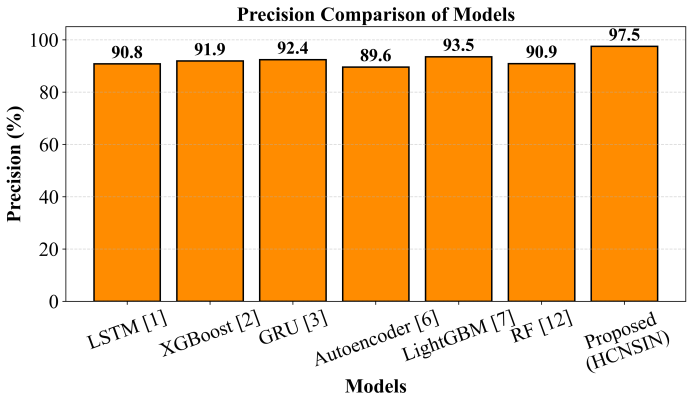 Precision Comparison of Models
Precision (%)
100
80
60
40
20
0
90.8
91.9
92.4
89.6
93.5
90.9
97.5
LSTM [1]
XGBoost [2]
GRU [3]
Autoencoder [6]
LightGBM [7]
RF [12]
Proposed
(HCNSIN)
Models